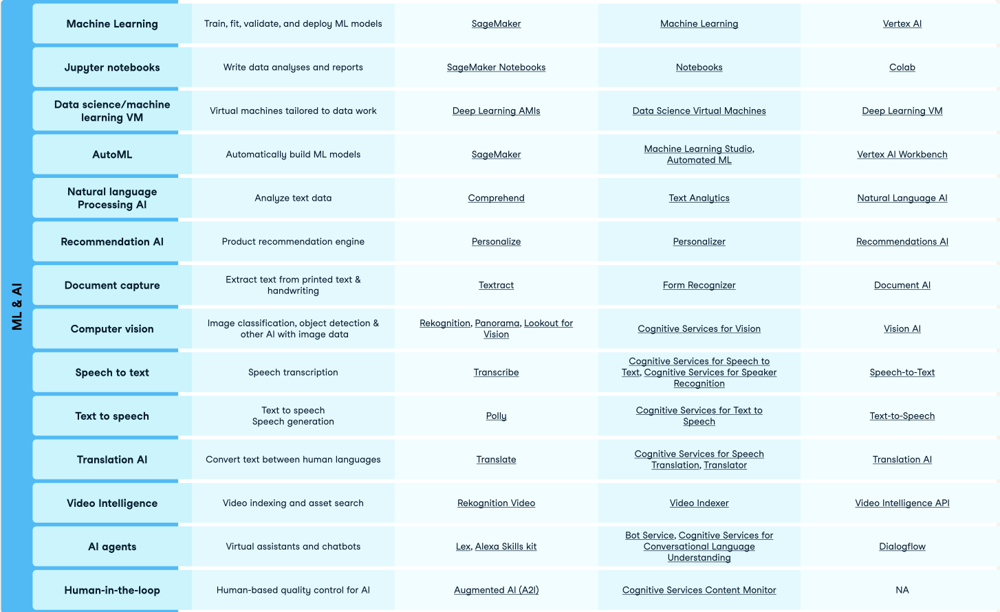 ML & AI
Machine Learning
Train, fit, validate, and deploy ML models
SageMaker
Machine Learning
Vertex AI
Jupyter notebooks
Write data analyses and reports
SageMaker Notebooks
Notebooks
Colab
Data science/machine
learning VM
Virtual machines tailored to data work
Deep Learning AMIs
Data Science Virtual Machines
Deep Learning VM
AutoML
Automatically build ML models
SageMaker
Machine Learning Studio,
Automated ML
Vertex AI Workbench
Natural language
Processing AI
Analyze text data
Comprehend
Text Analytics
Natural Language AI
Recommendation AI
Product recommendation engine
Personalize
Personalizer
Recommendations AI
Document capture
Extract text from printed text &
handwriting
Textract
Form Recognizer
Document AI
Computer vision
Image classification, object detection &
other AI with image data
Rekognition, Panorama, Lookout for
Vision
Cognitive Services for Vision
Vision AI
Speech to text
Speech transcription
Transcribe
Cognitive Services for Speech to
Text, Cognitive Services for Speaker
Recognition
Speech-to-Text
Text to speech
Text to speech
Speech generation
Polly
Cognitive Services for Text to
Speech
Text-to-Speech
Translation AI
Convert text between human languages
Translate
Cognitive Services for Speech
Translation, Translator
Translation AI
Video Intelligence
Video indexing and asset search
Rekognition Video
Video Indexer
Video Intelligence API
AI agents
Virtual assistants and chatbots
Lex, Alexa Skills kit
Bot Service, Cognitive Services for
Conversational Language
Understanding
Dialogflow
Human-in-the-loop
Human-based quality control for AI
Augmented AI (A2I)
Cognitive Services Content Monitor
NA